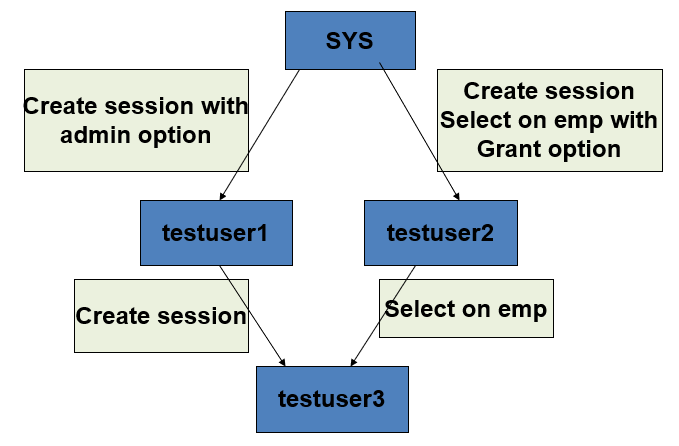 SYS
Create session with
admin option
Create session
Select on emp with
Grant option
testuser1
testuser2
Create session
Select on emp
testuser3